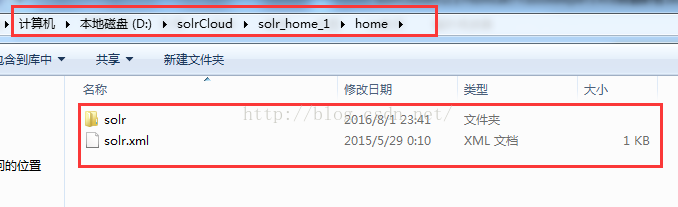 计算机 本地磁盘 (D:) solrCloud solr_home_1 home
包含到库中 共享 新建文件夹
名称 修改日期 类型 大小
http://blog.csdn.net/
solr 2016/8/1 23:41 文件夹
solr.xml 2015/5/29 0:10 XML 文档 1 KB
问的位置